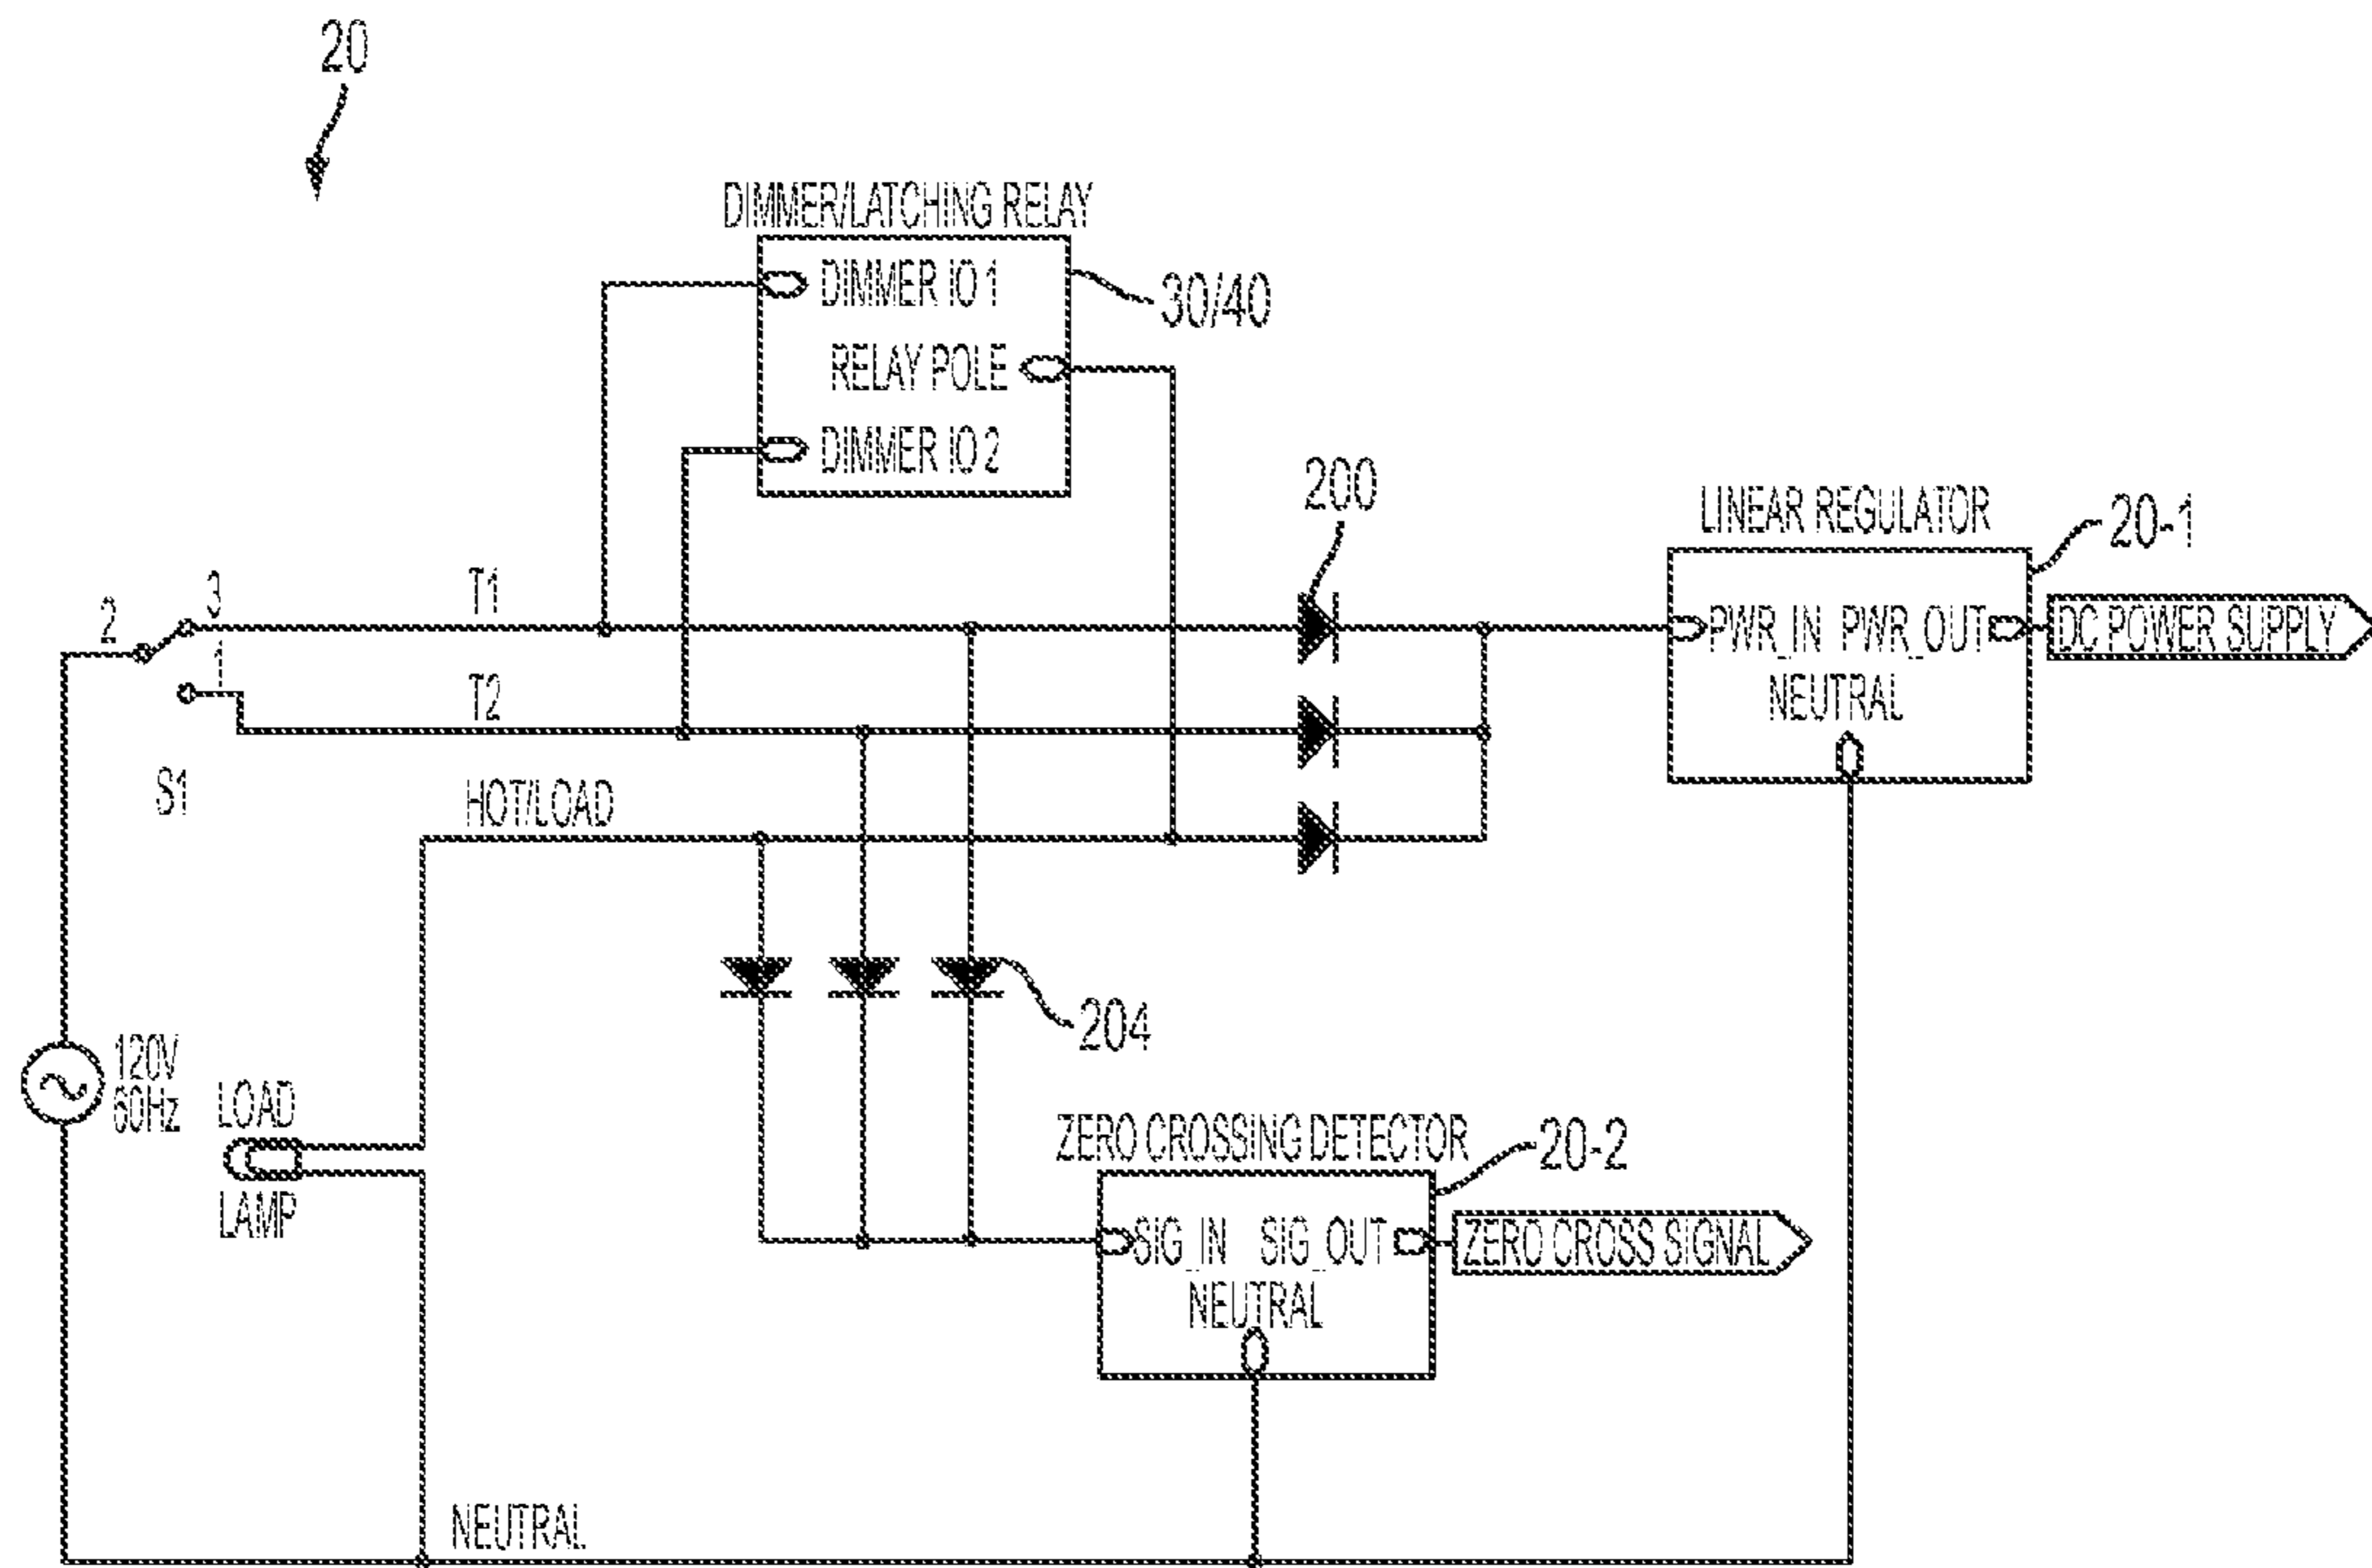 20
DIMMER/LATCHING RELAY
DIMMER IO 1
30/40
RELAY POLE
DIMMER IO 2
200
LINEAR REGULATOR
20-1
T1
3
2
PWR_IN PWR_OUT
DC POWER SUPPLY
1
T2
NEUTRAL
S1
HOT/LOAD
204
120V
60Hz
LOAD
LAMP
ZERO CROSSING DETECTOR
20-2
SIG_IN SIG_OUT
ZERO CROSS SIGNAL
NEUTRAL
NEUTRAL